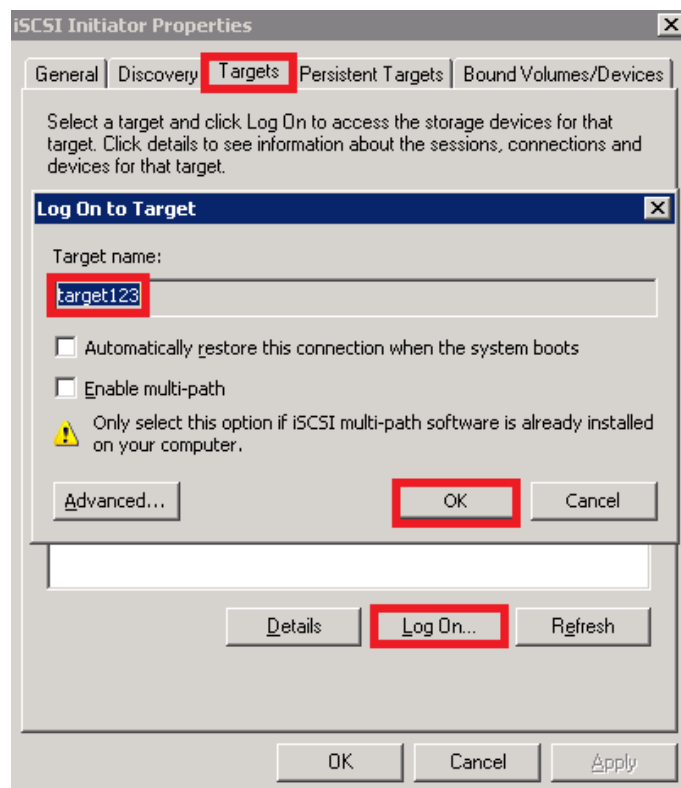 iSCSI Initiator Properties
General Discovery Targets Persistent Targets Bound Volumes/Devices
Select a target and click Log On to access the storage devices for that
target. Click details to see information about the sessions, connections and
devices for that target.
Log On to Target
Target name:
target123
Automatically restore this connection when the system boots
Enable multi-path
Only select this option if iSCSI multi-path software is already installed
on your computer.
Advanced... OK Cancel
Details Log On... Refresh
OK Cancel Apply